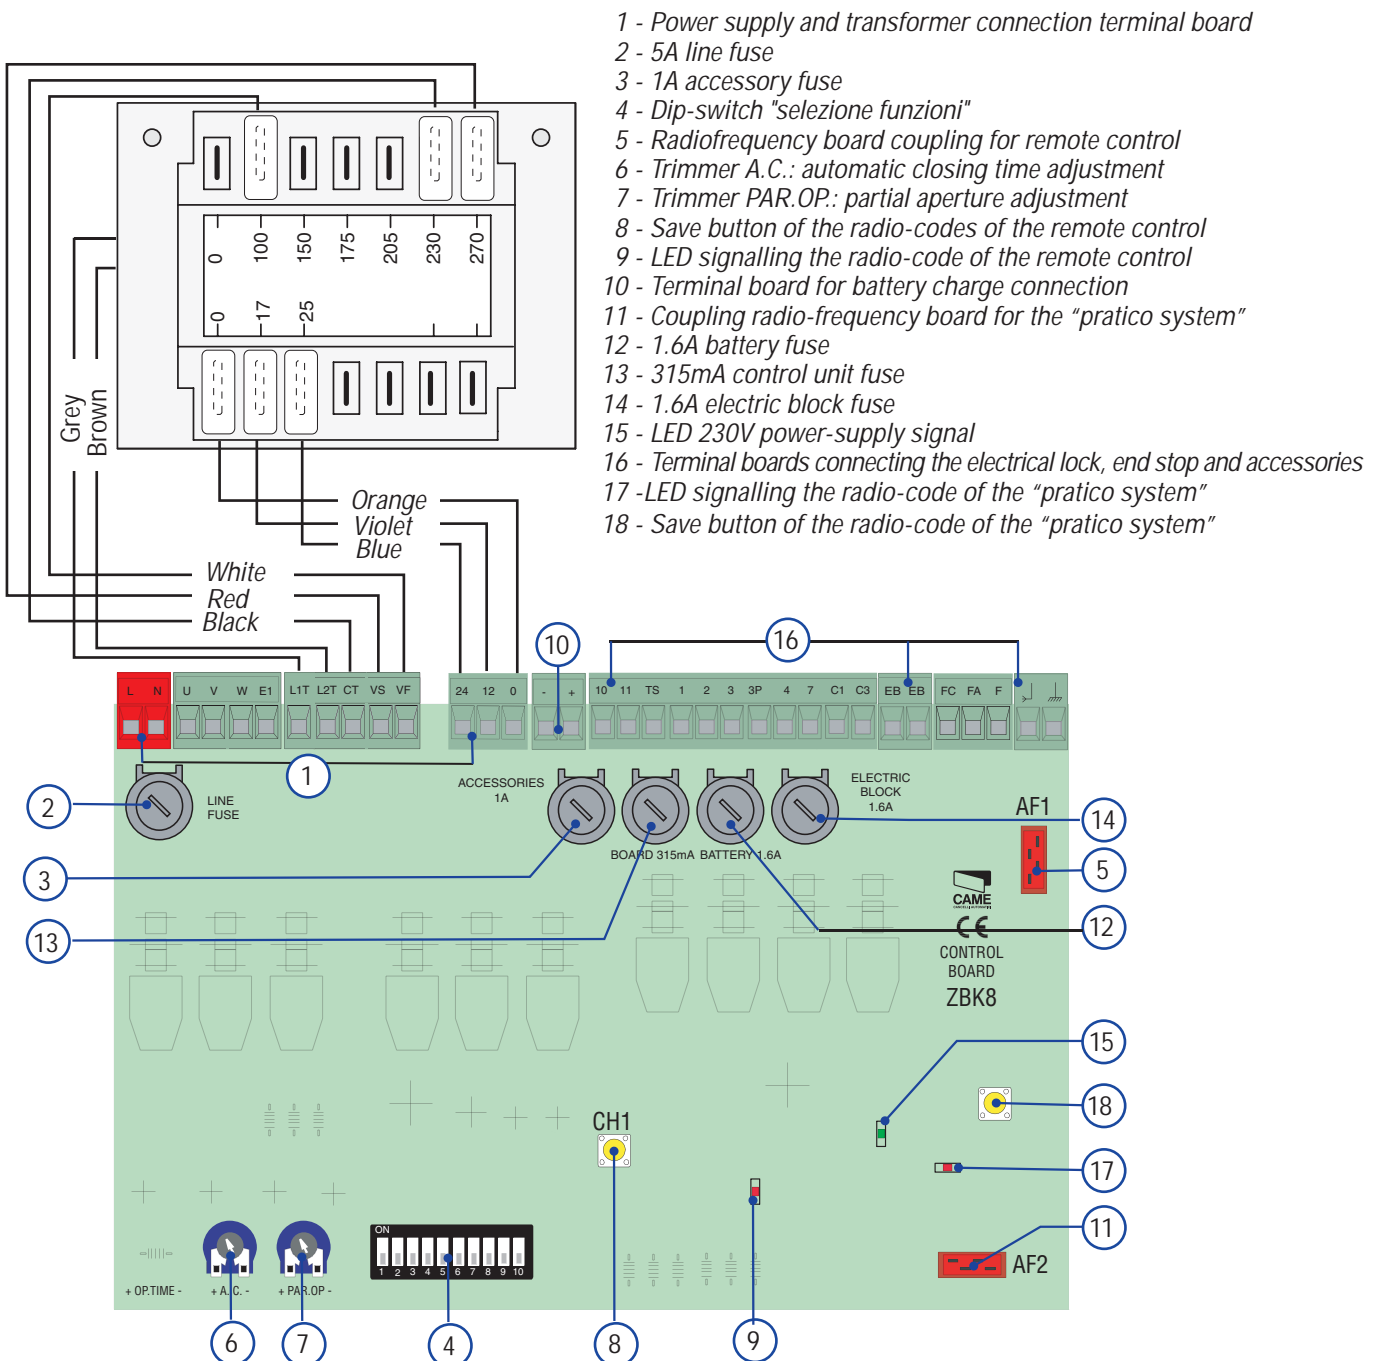 1 - Power supply and transformer connection terminal board
2 - 5A line fuse
3 - 1A accessory fuse
4 - Dip-switch "selezione funzioni"
5 - Radiofrequency board coupling for remote control
6 - Trimmer A.C.: automatic closing time adjustment
7 - Trimmer PAR.OP.: partial aperture adjustment
8 - Save button of the radio-codes of the remote control
9 - LED signalling the radio-code of the remote control
10 - Terminal board for battery charge connection
11 - Coupling radio-frequency board for the “pratico system”
12 - 1.6A battery fuse
13 - 315mA control unit fuse
14 - 1.6A electric block fuse
15 - LED 230V power-supply signal
16 - Terminal boards connecting the electrical lock, end stop and accessories
17 -LED signalling the radio-code of the “pratico system”
18 - Save button of the radio-code of the “pratico system”
0 100 150 175 205 230 270
0 17 25
Grey
Brown
Orange
Violet
Blue
White
Red
Black
10 16
L N U V W E1 L1T L2T CT VS VF 24 12 0 - + 10 11 TS 1 2 3 3P 4 7 C1 C3 EB EB FC FA F
1
2
LINE
FUSE
ACCESSORIES
1A
ELECTRIC
BLOCK
1.6A
AF1
14
BOARD 315mA BATTERY 1.6A
3
5
CAME
CANCELLI AUTOMATICI
CE
13
12
CONTROL
BOARD
ZBK8
15
18
CH1
17
11
AF2
ON
1 2 3 4 5 6 7 8 9 10
+ OP.TIME - + A.C. - + PAR.OP -
6 7 4 8 9